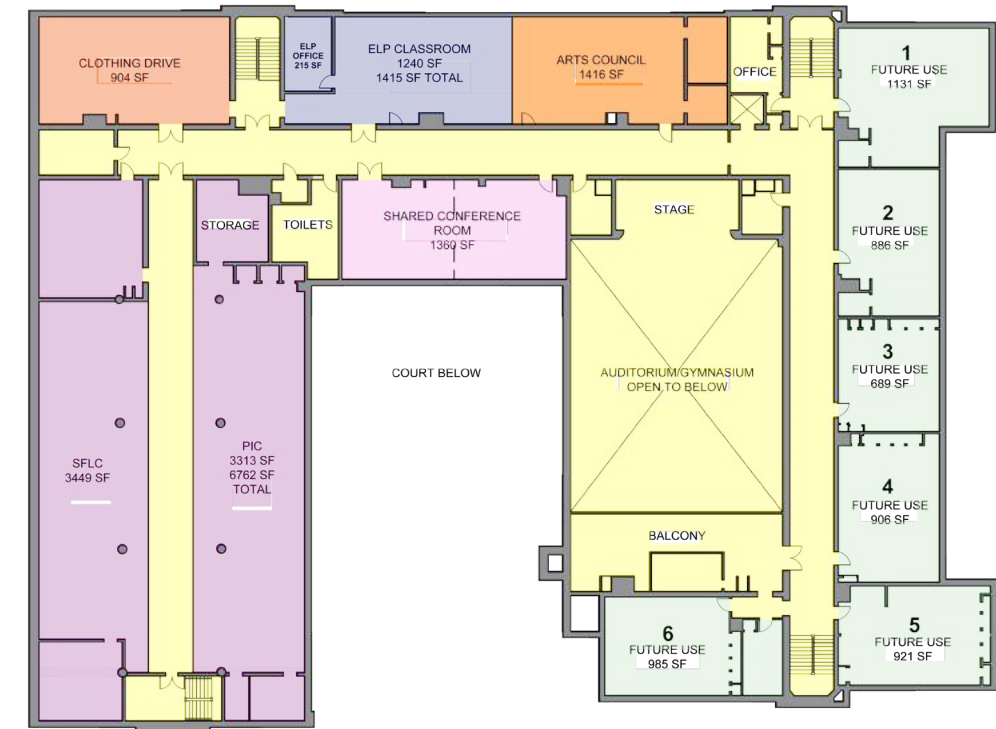 CLOTHING DRIVE
904 SF
ELP
OFFICE
215 SF
ELP CLASSROOM
1240 SF
1415 SF TOTAL
ARTS COUNCIL
1416 SF
OFFICE
1
FUTURE USE
1131 SF
STORAGE
TOILETS
SHARED CONFERENCE
ROOM
1360 SF
STAGE
2
FUTURE USE
886 SF
3
FUTURE USE
689 SF
COURT BELOW
AUDITORIUM/GYMNASIUM
OPEN TO BELOW
SFLC
3449 SF
PIC
3313 SF
6762 SF
TOTAL
4
FUTURE USE
906 SF
BALCONY
5
FUTURE USE
921 SF
6
FUTURE USE
985 SF